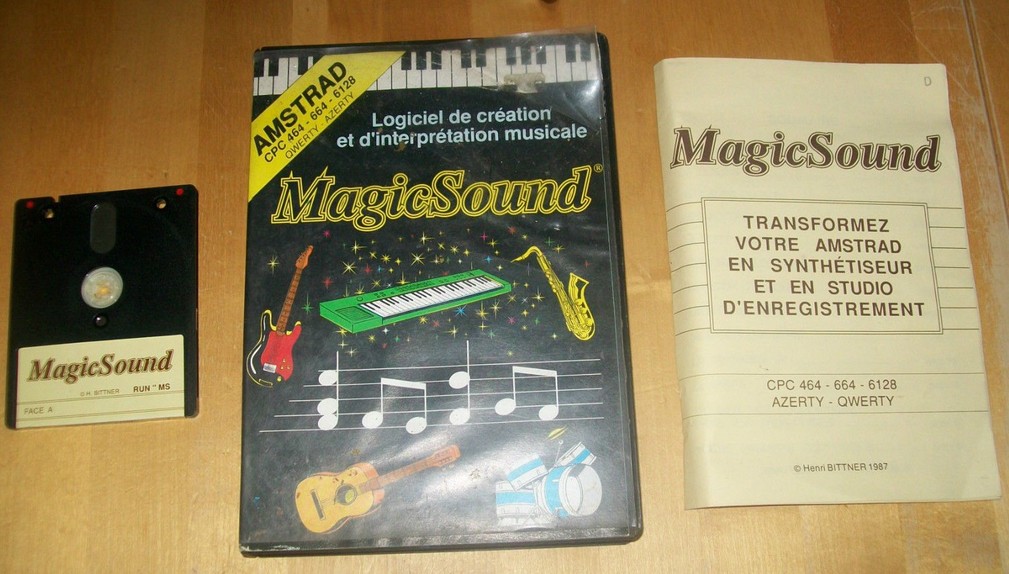 MagicSound
© H. BITTNER RUN "MS
FACE A
AMSTRAD
CPC 464 - 664 - 6128
QWERTY - AZERTY
Logiciel de création
et d'interprétation musicale
MagicSound®
D
MagicSound
TRANSFORMEZ
VOTRE AMSTRAD
EN SYNTHÉTISEUR
ET EN STUDIO
D'ENREGISTREMENT
CPC 464 - 664 - 6128
AZERTY - QWERTY
© Henri BITTNER 1987